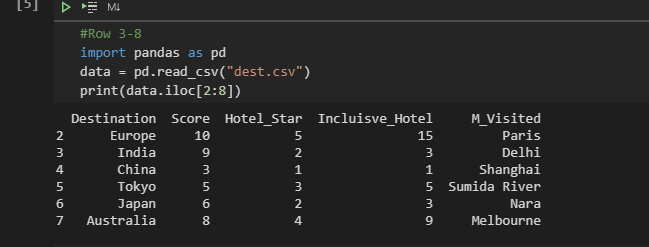 [5]
M↓
#Row 3-8
import pandas as pd
data = pd.read_csv("dest.csv")
print(data.iloc[2:8])
Destination Score Hotel_Star Incluisve_Hotel M_Visited
2 Europe 10 5 15 Paris
3 India 9 2 3 Delhi
4 China 3 1 1 Shanghai
5 Tokyo 5 3 5 Sumida River
6 Japan 6 2 3 Nara
7 Australia 8 4 9 Melbourne